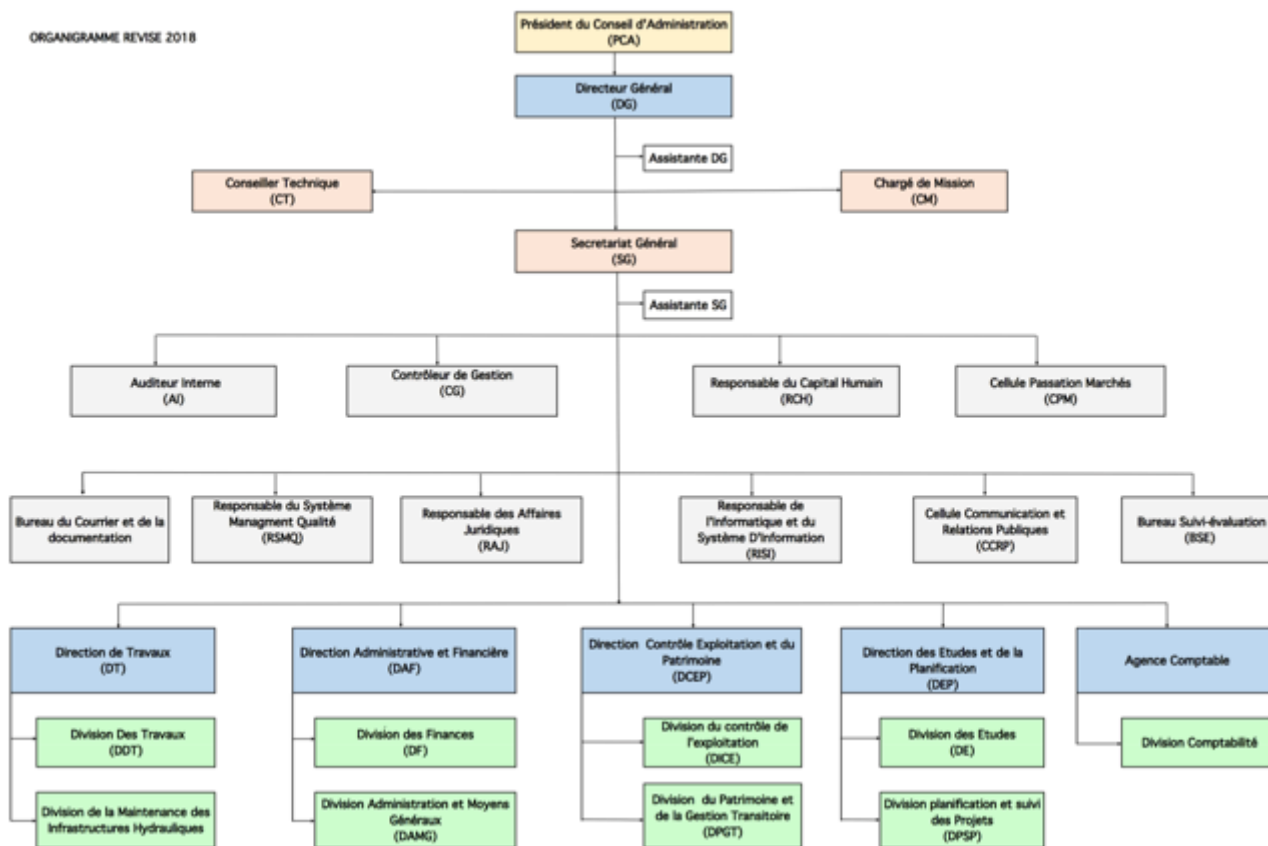 ORGANIGRAMME REVISE 2018
Président du Conseil d'Administration
(PCA)
Directeur Général
(DG)
Assistante DG
Conseiller Technique
(CT)
Chargé de Mission
(CM)
Secretariat Général
(SG)
Assistante SG
Auditeur Interne
(AI)
Contrôleur de Gestion
(CG)
Responsable du Capital Humain
(RCH)
Cellule Passation Marchés
(CPM)
Bureau du Courrier et de la
documentation
Responsable du Système
Managment Qualité
(RSMQ)
Responsable des Affaires
Juridiques
(RAJ)
Responsable de
l'Informatique et du
Système D'Information
(RISI)
Cellule Communication et
Relations Publiques
(CCRP)
Bureau Suivi-évaluation
(BSE)
Direction de Travaux
(DT)
Direction Administrative et Financière
(DAF)
Direction Contrôle Exploitation et du
Patrimoine
(DCEP)
Direction des Etudes et de la
Planification
(DEP)
Agence Comptable
Division Des Travaux
(DDT)
Division des Finances
(DF)
Division du contrôle de
l'exploitation
(DICE)
Division des Etudes
(DE)
Division Comptabilité
Division de la Maintenance des
Infrastructures Hydrauliques
Division Administration et Moyens
Généraux
(DAMG)
Division du Patrimoine et
de la Gestion Transitoire
(DPGT)
Division planification et suivi
des Projets
(DPSP)